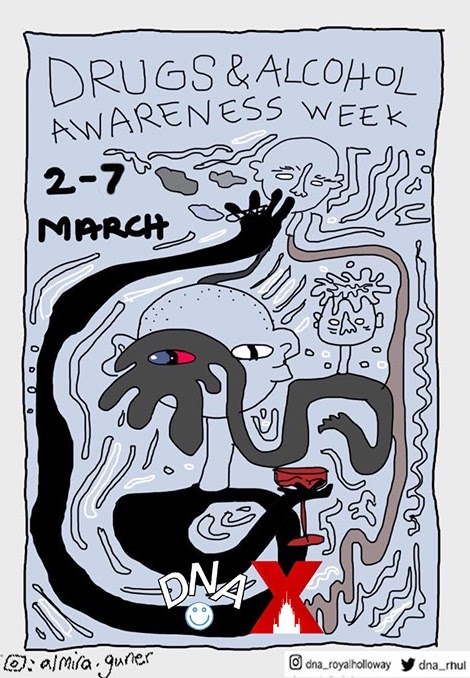 DRUGS & ALCOHOL
AWARENESS WEEK
2-7
MARCH
DNA X
: almira.guner
dna_royalholloway dna_rhul